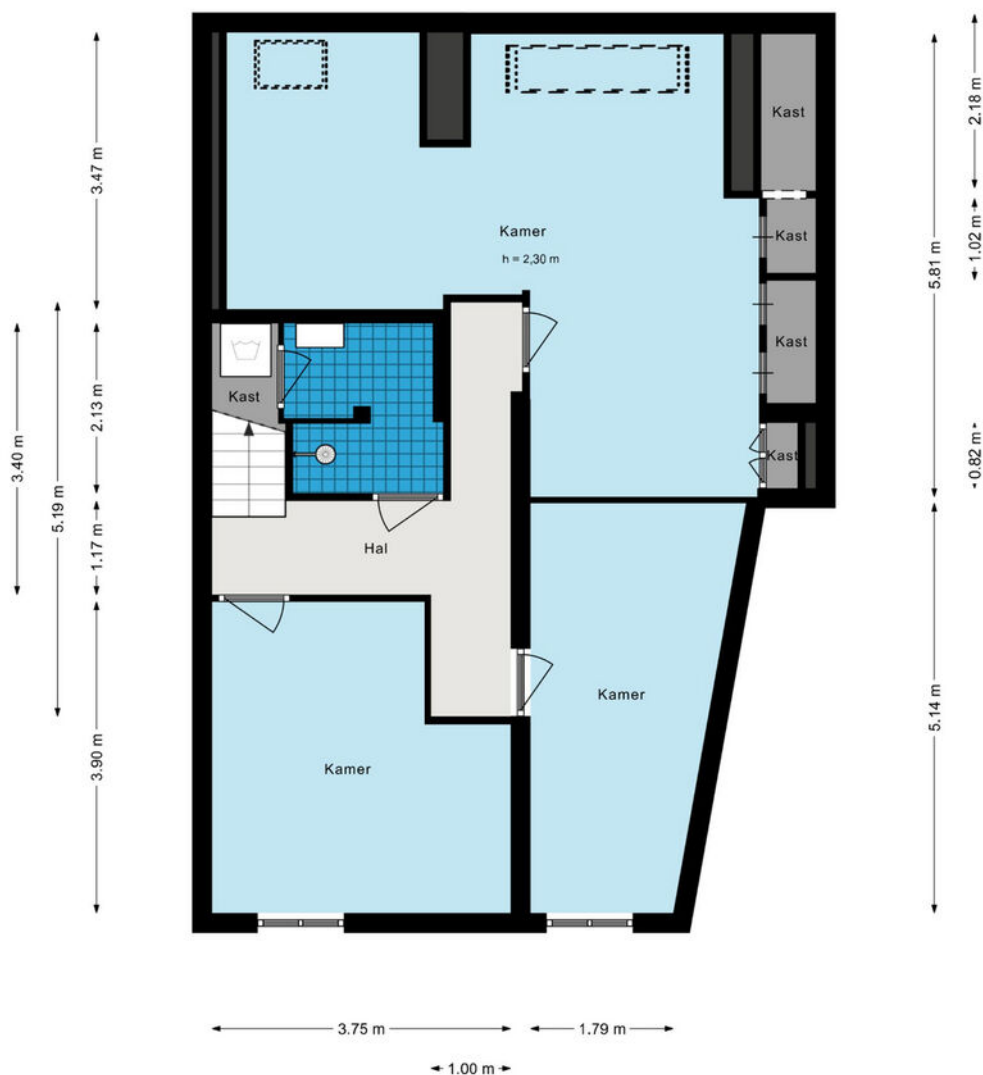 2.18 m
Kast
3.47 m
Kamer
h = 2,30 m
Kast
1.02 m
5.81 m
Kast
Kast
2.13 m
3.40 m
Kast
0.82 m
5.19 m
1.17 m
Hal
Kamer
5.14 m
3.90 m
Kamer
3.75 m
1.79 m
1.00 m